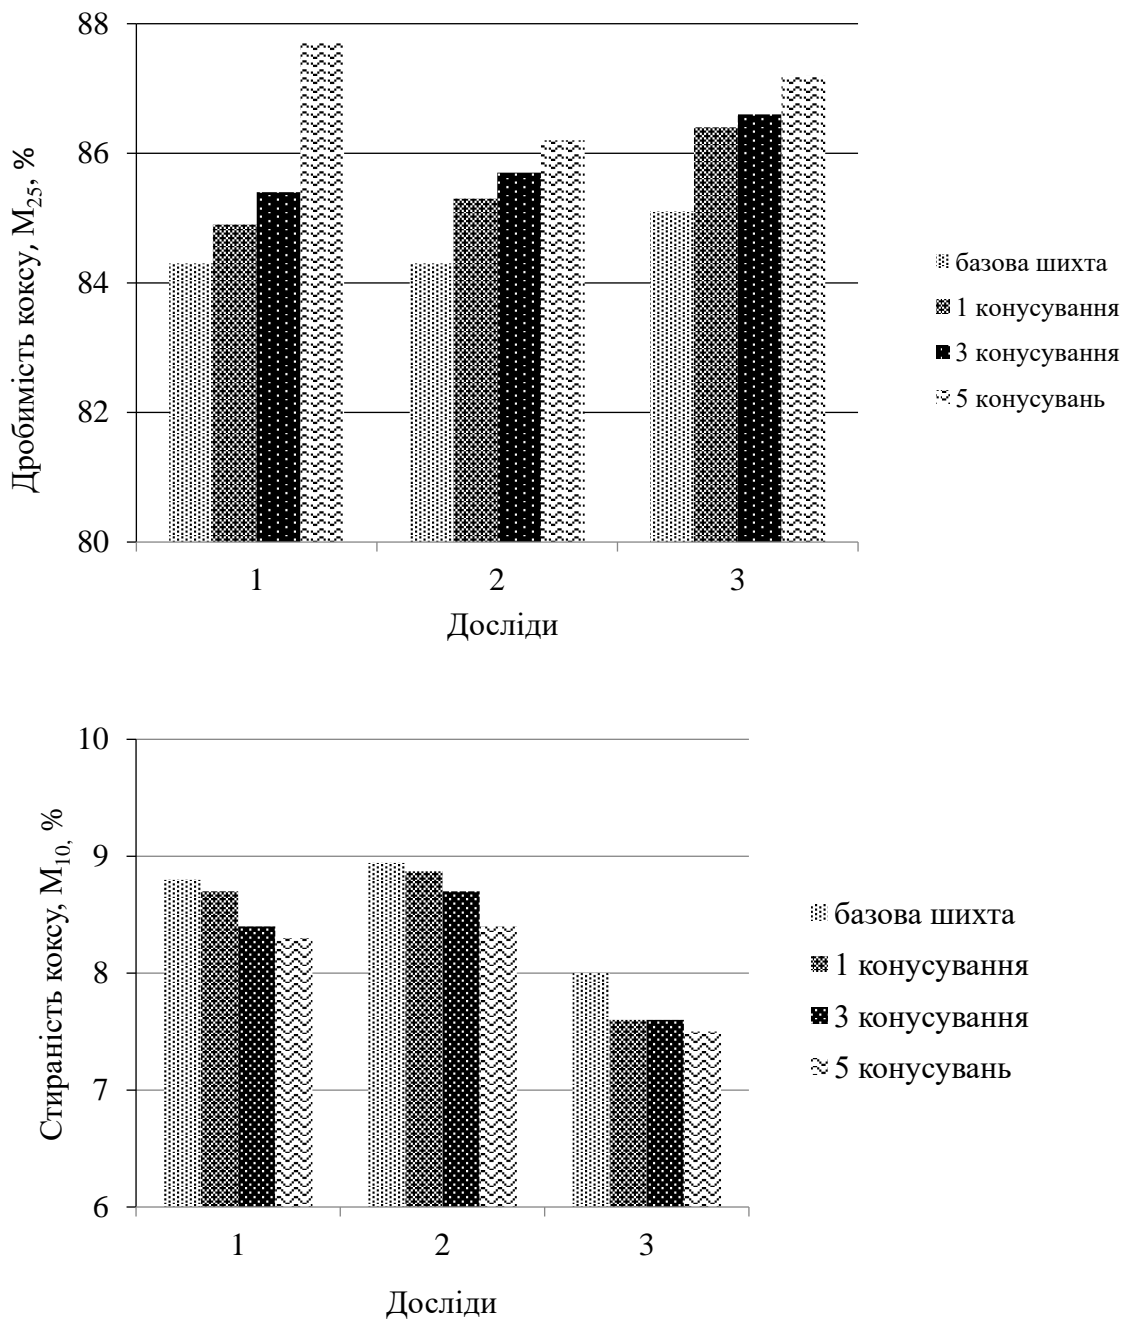 88
86
84
82
80
Дробимість коксу, М25, %
1 2 3
Досліди
базова шихта
1 конусування
3 конусування
5 конусувань
10
9
8
7
6
Стираність коксу, М10, %
1 2 3
Досліди
базова шихта
1 конусування
3 конусування
5 конусувань